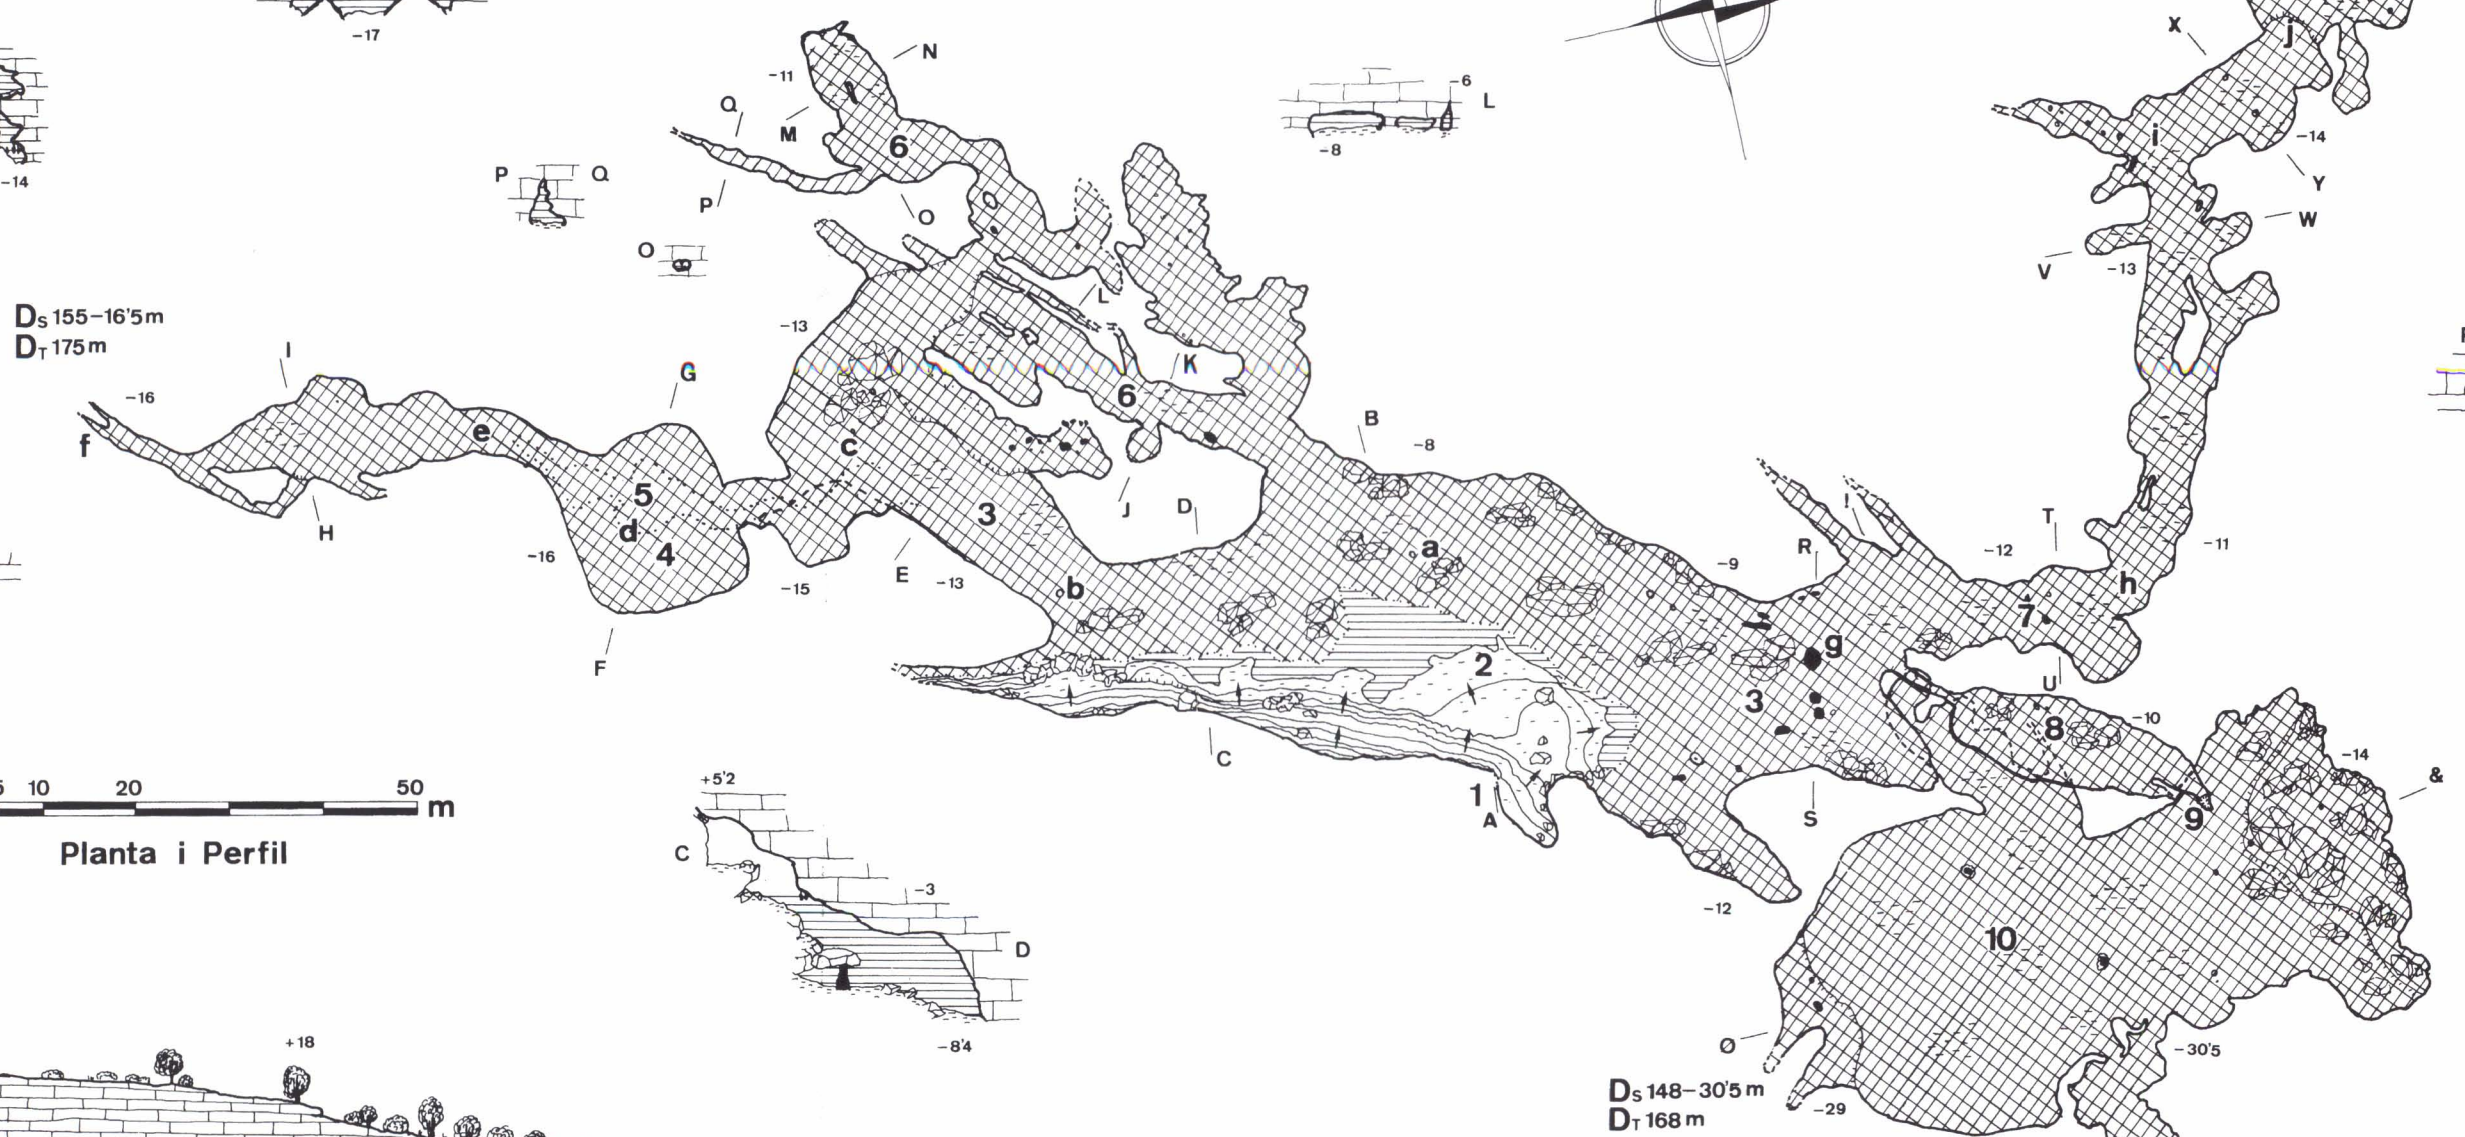 -17
-14
N
-11
Q
M
6
P
O
P
Q
O
-6
L
-8
X
j
i
-14
Y
W
V
-13
L
-13
K
6
DS 155-16'5m
DT 175m
I
-16
f
e
G
c
5
d
4
H
-16
F
-15
E
-13
3
J
D
b
B
-8
a
-9
R
!
-12
T
-11
h
7
g
3
U
2
C
1
A
S
-12
8
-10
9
-14
&
10
Ø
-30'5
-29
DS 148-30'5m
DT 168m
10
20
50
m
Planta i Perfil
+5'2
C
-3
D
-8'4
+18